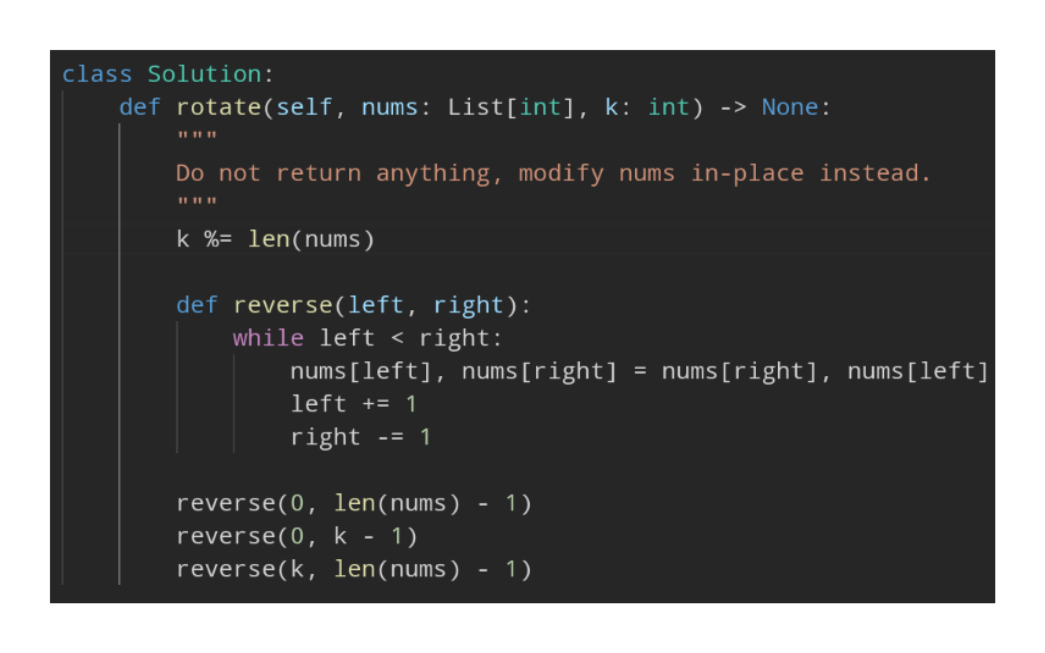 class Solution:
    def rotate(self, nums: List[int], k: int) -> None:
        """
        Do not return anything, modify nums in-place instead.
        """
        k %= len(nums)

        def reverse(left, right):
            while left < right:
                nums[left], nums[right] = nums[right], nums[left]
                left += 1
                right -= 1

        reverse(0, len(nums) - 1)
        reverse(0, k - 1)
        reverse(k, len(nums) - 1)